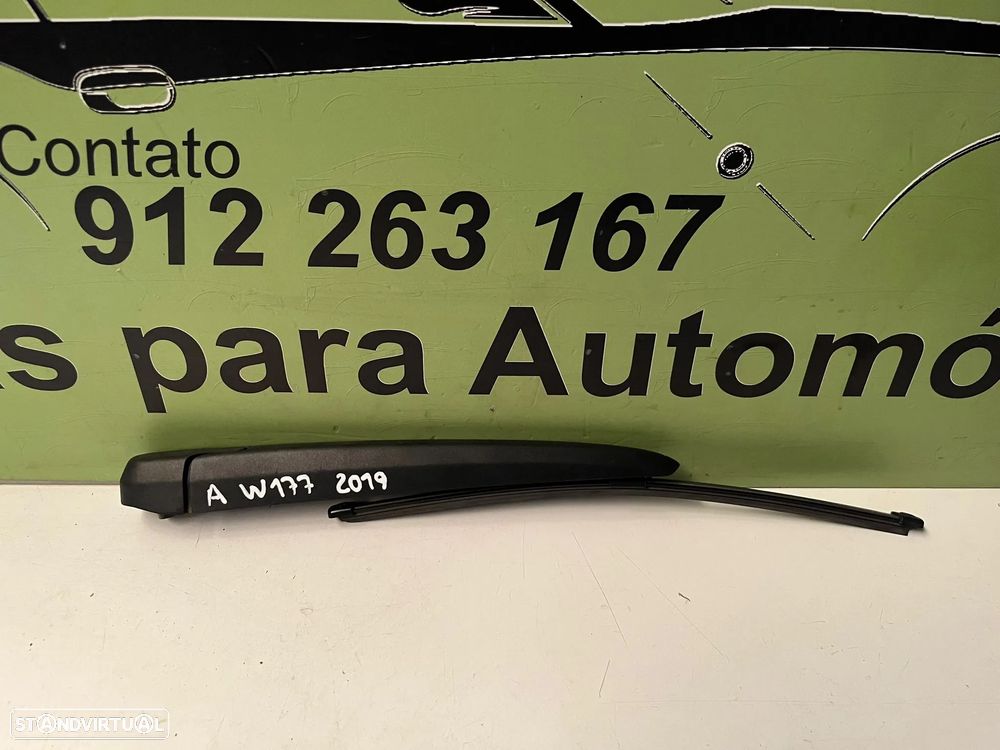 Contato
912 263 167
s para Automó
A W177 2019
STANDVIRTUAL